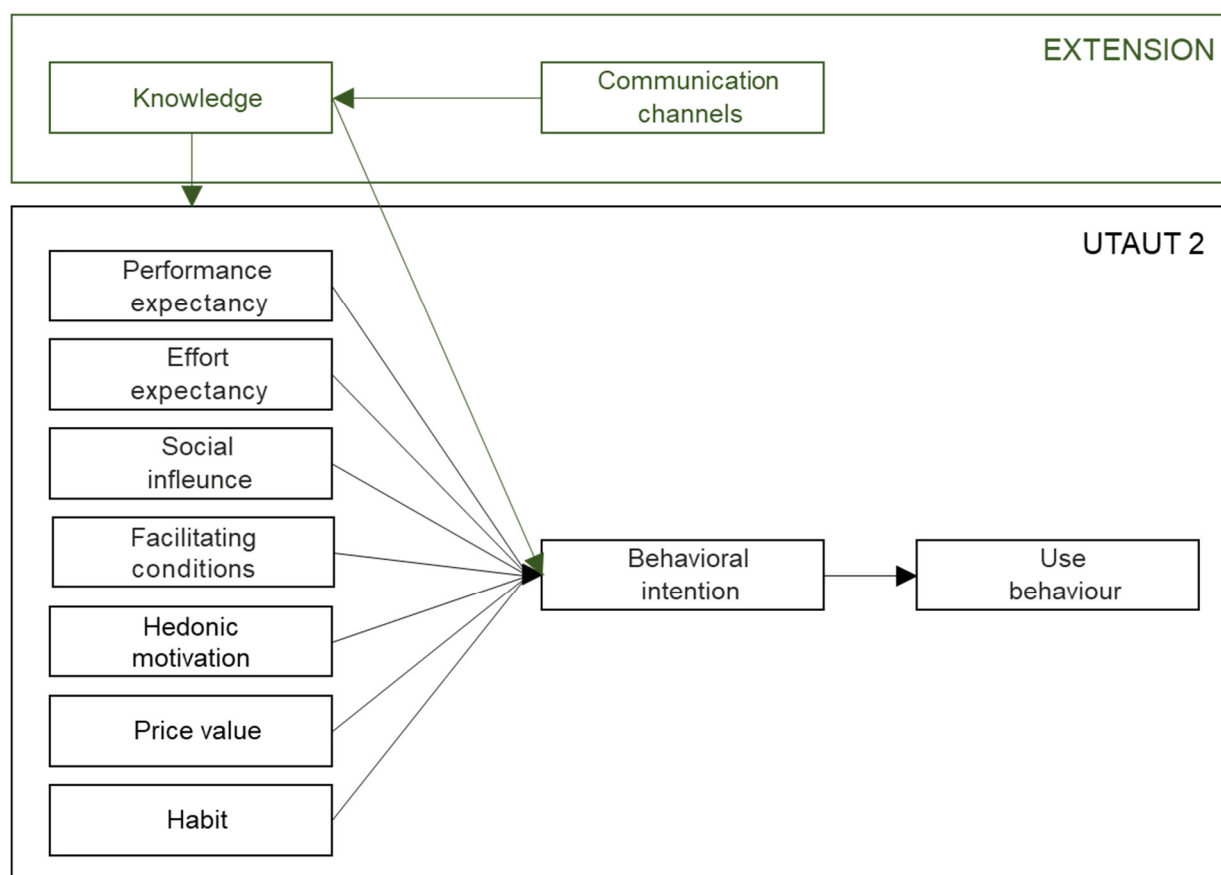 EXTENSION
Knowledge
Communication
channels
UTAUT 2
Performance
expectancy
Effort
expectancy
Social
infleunce
Facilitating
conditions
Hedonic
motivation
Price value
Habit
Behavioral
intention
Use
behaviour